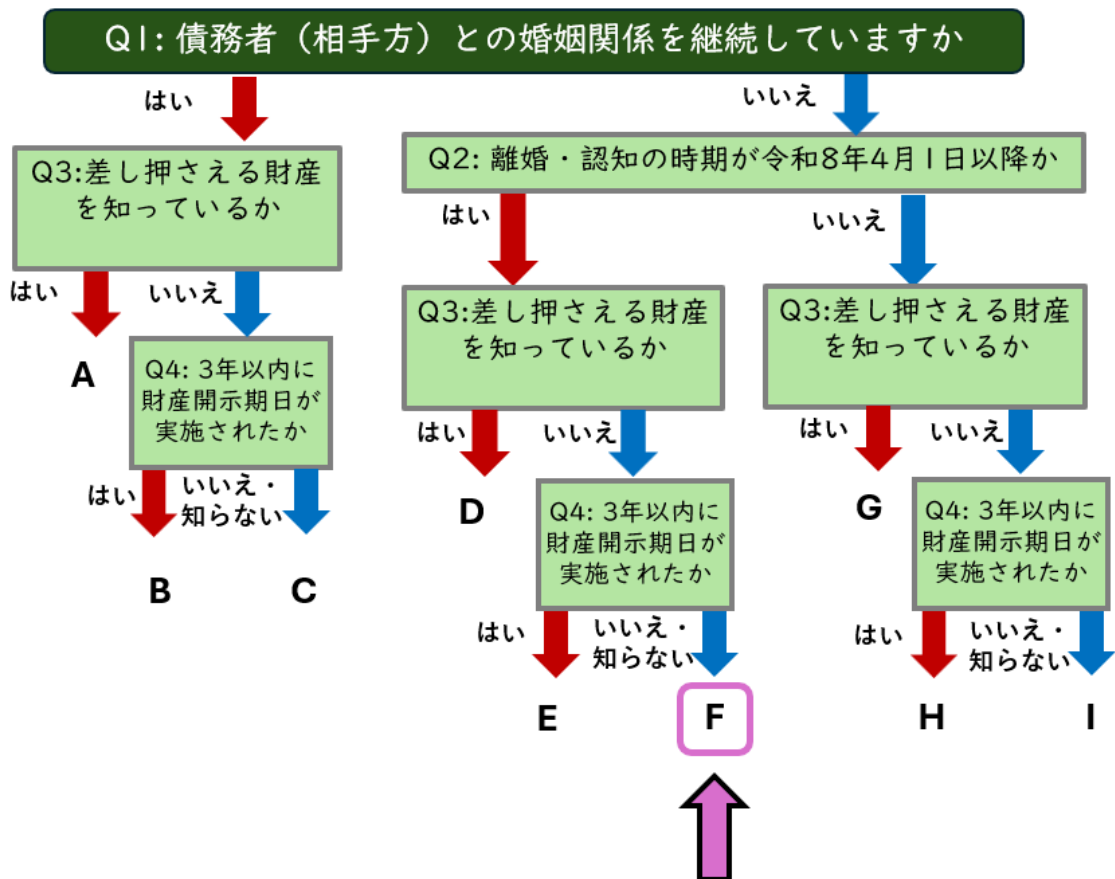 Q1: 債務者（相手方）との婚姻関係を継続していますか
はい
いいえ
Q3:差し押さえる財産
を知っているか
Q2: 離婚・認知の時期が令和8年4月1日以降か
はい
いいえ
はい
いいえ
A
Q4: 3年以内に
財産開示期日が
実施されたか
はい
いいえ・
知らない
B
C
Q3:差し押さえる財産
を知っているか
はい
いいえ
D
Q4: 3年以内に
財産開示期日が
実施されたか
はい
いいえ・
知らない
E
F
Q3:差し押さえる財産
を知っているか
はい
いいえ
G
Q4: 3年以内に
財産開示期日が
実施されたか
はい
いいえ・
知らない
H
I